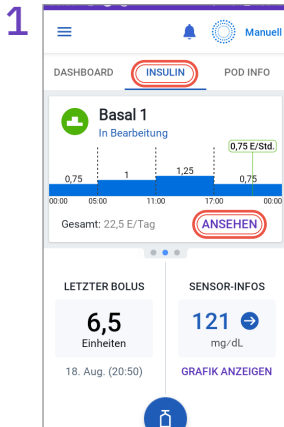 1
Manuell
DASHBOARD INSULIN POD INFO
Basal 1
In Bearbeitung
0,75 E/Std.
0,75 1 1,25 0,75
00:00 05:00 11:00 17:00 00:00
Gesamt: 22,5 E/Tag ANSEHEN
LETZTER BOLUS SENSOR-INFOS
6,5 121
Einheiten mg/dL
18. Aug. (20:50) GRAFIK ANZEIGEN